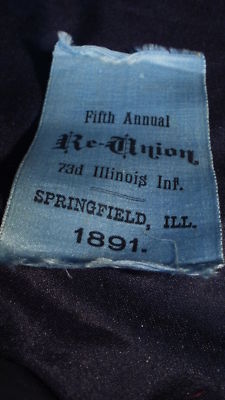 Fifth Annual
Re-Union
73d Illinois Inf.
SPRINGFIELD, ILL.
1891.